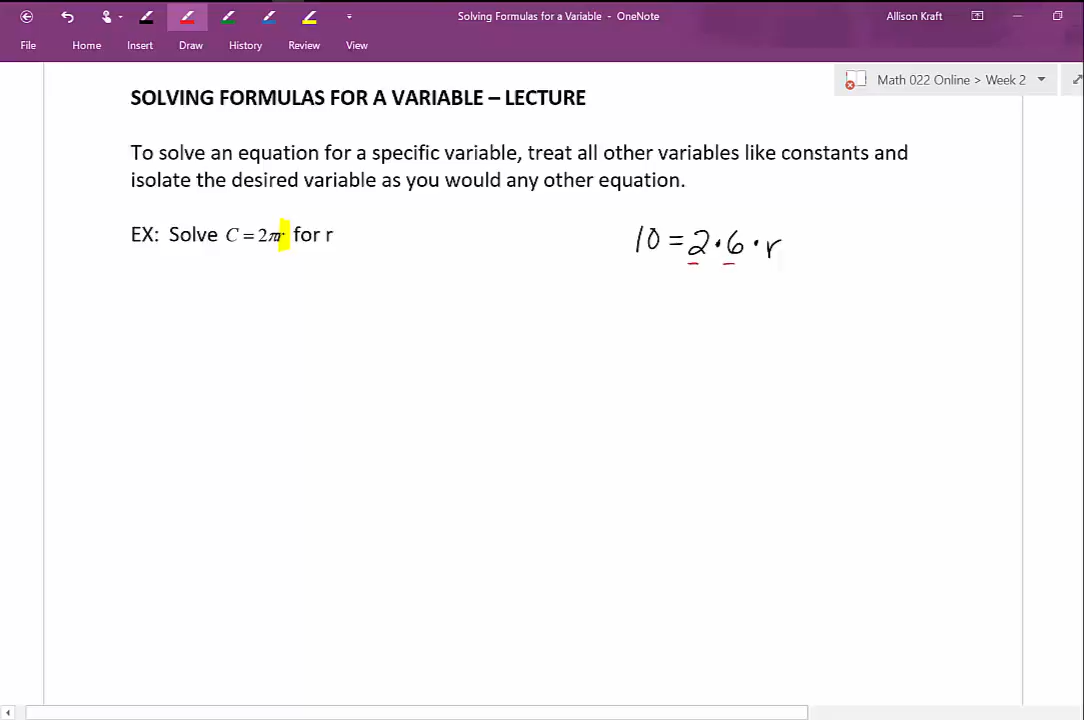 Solving Formulas for a Variable - OneNote
Allison Kraft
File Home Insert Draw History Review View
Math 022 Online > Week 2
SOLVING FORMULAS FOR A VARIABLE – LECTURE
To solve an equation for a specific variable, treat all other variables like constants and
isolate the desired variable as you would any other equation.
EX: Solve C = 2πr for r
10 = 2 · 6 · r